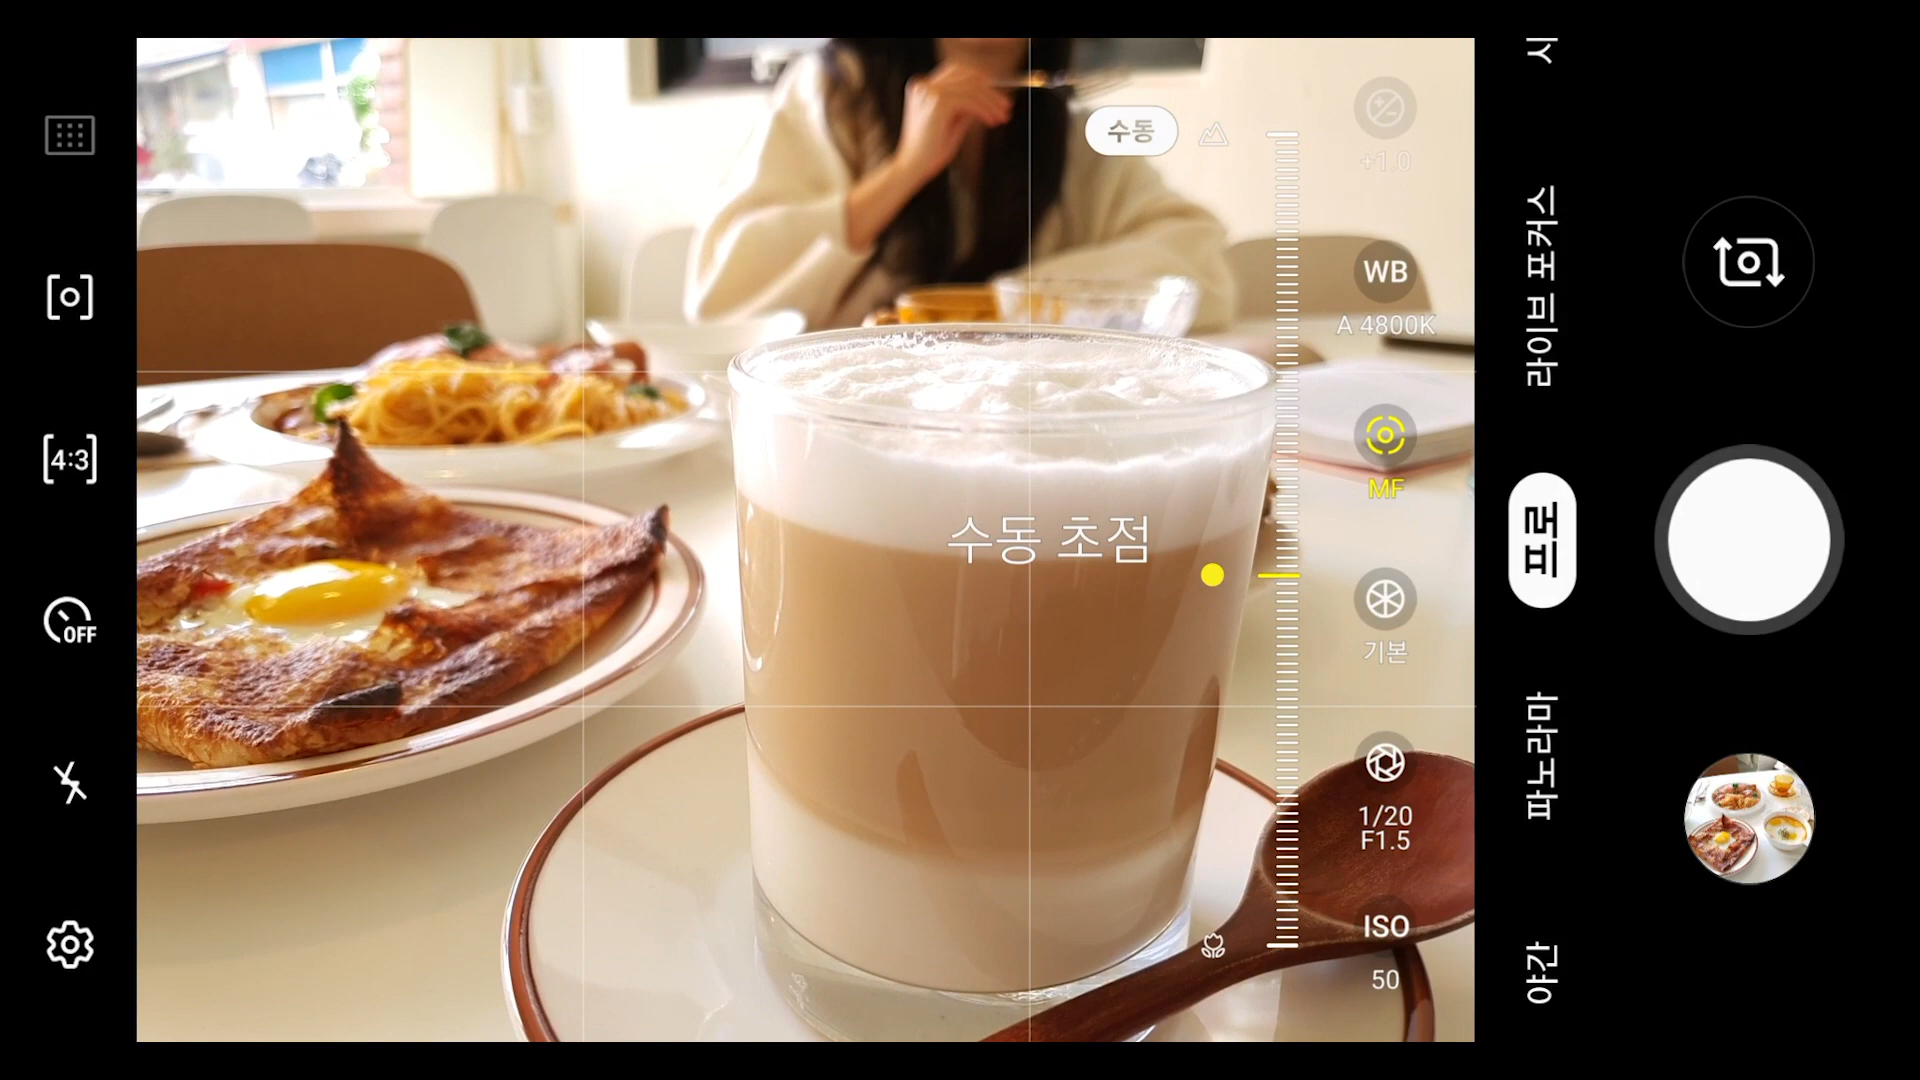 4:3
OFF
수동
+1.0
WB
A 4800K
MF
수동 초점
기본
1/20
F1.5
ISO
50
라이브 포커스
프로
파노라마
야간